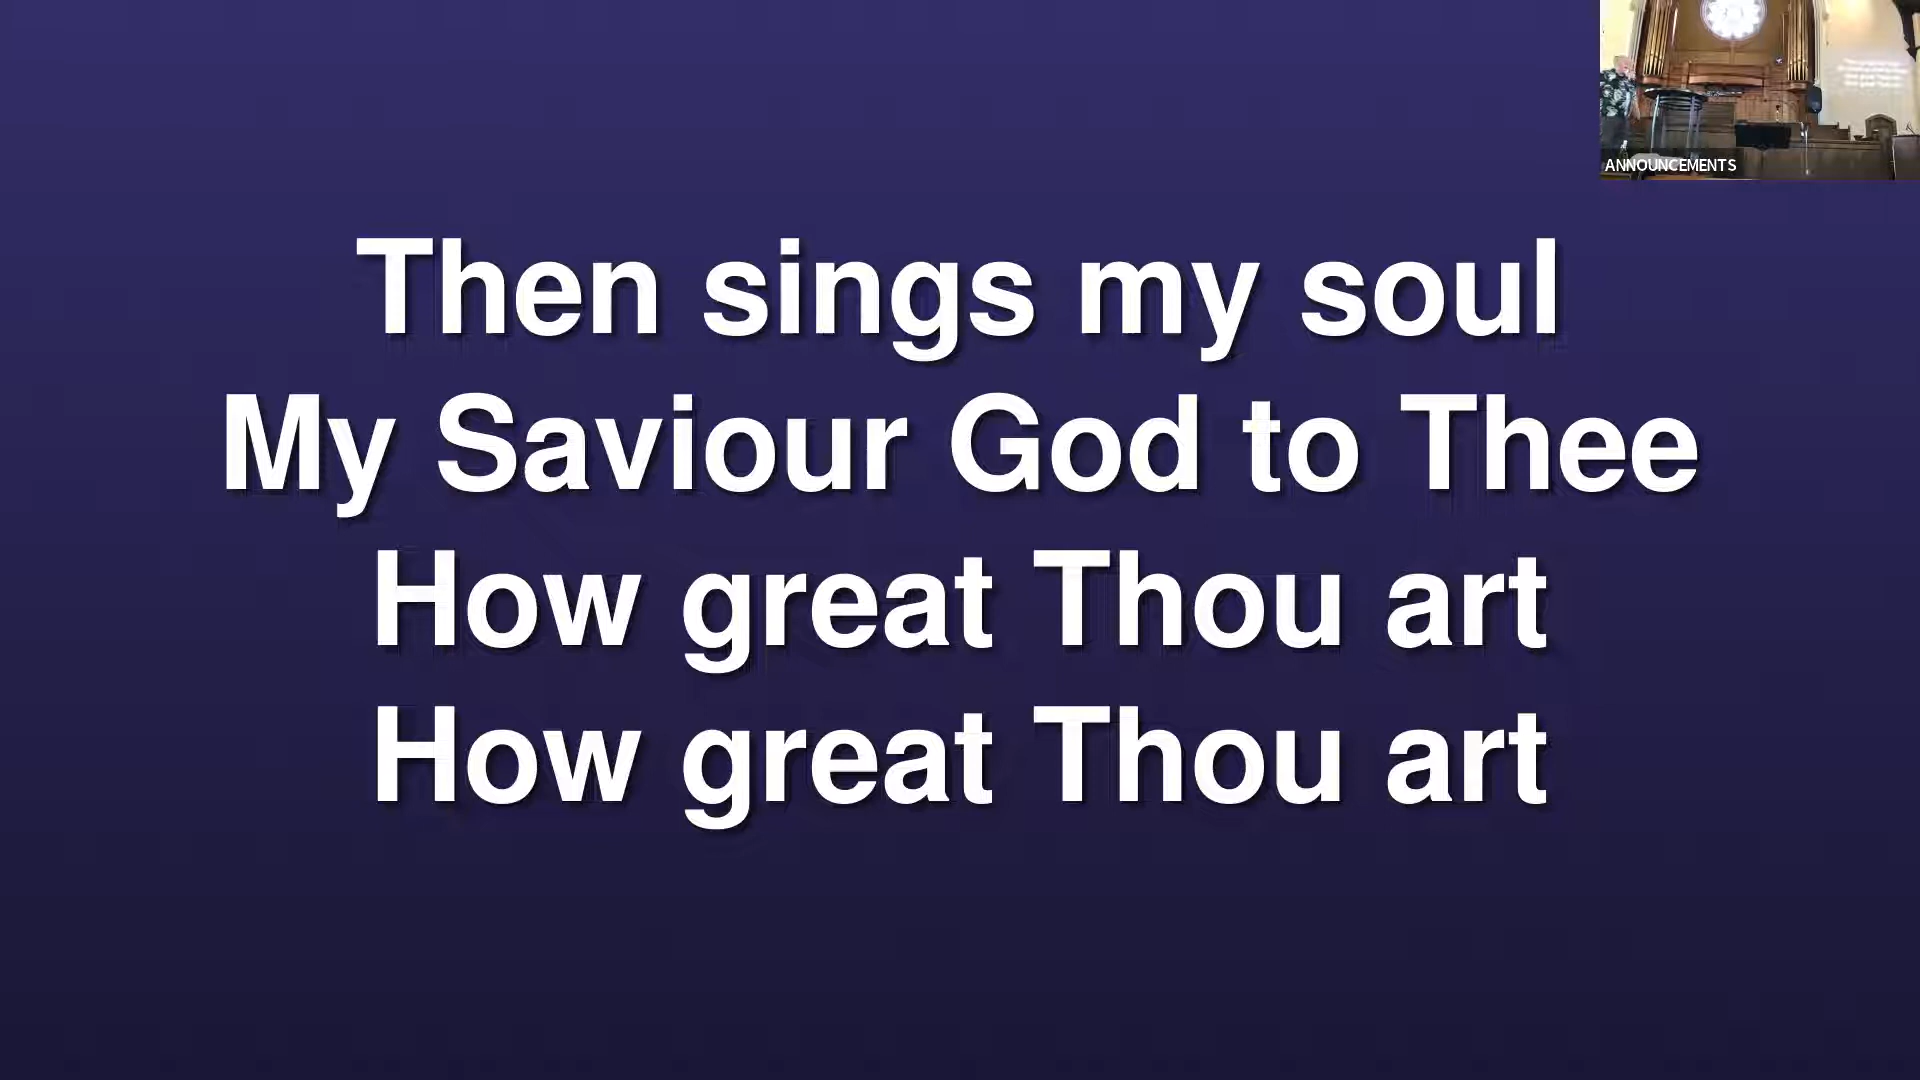 ANNOUNCEMENTS
Then sings my soul
My Saviour God to Thee
How great Thou art
How great Thou art